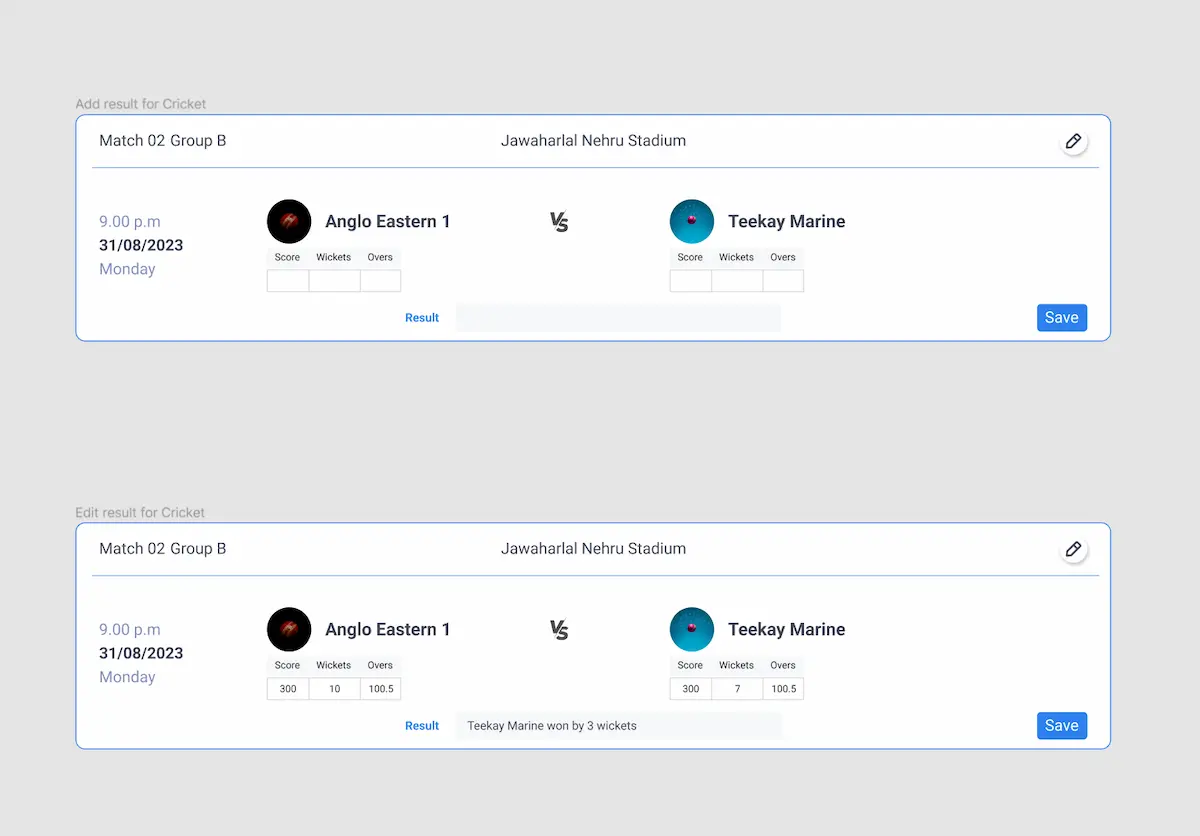 Add result for Cricket
Match 02 Group B
Jawaharlal Nehru Stadium
9.00 p.m
31/08/2023
Monday
Anglo Eastern 1
Score Wickets Overs
VS
Teekay Marine
Score Wickets Overs
Result
Save
Edit result for Cricket
Match 02 Group B
Jawaharlal Nehru Stadium
9.00 p.m
31/08/2023
Monday
Anglo Eastern 1
Score Wickets Overs
300 10 100.5
VS
Teekay Marine
Score Wickets Overs
300 7 100.5
Result
Teekay Marine won by 3 wickets
Save